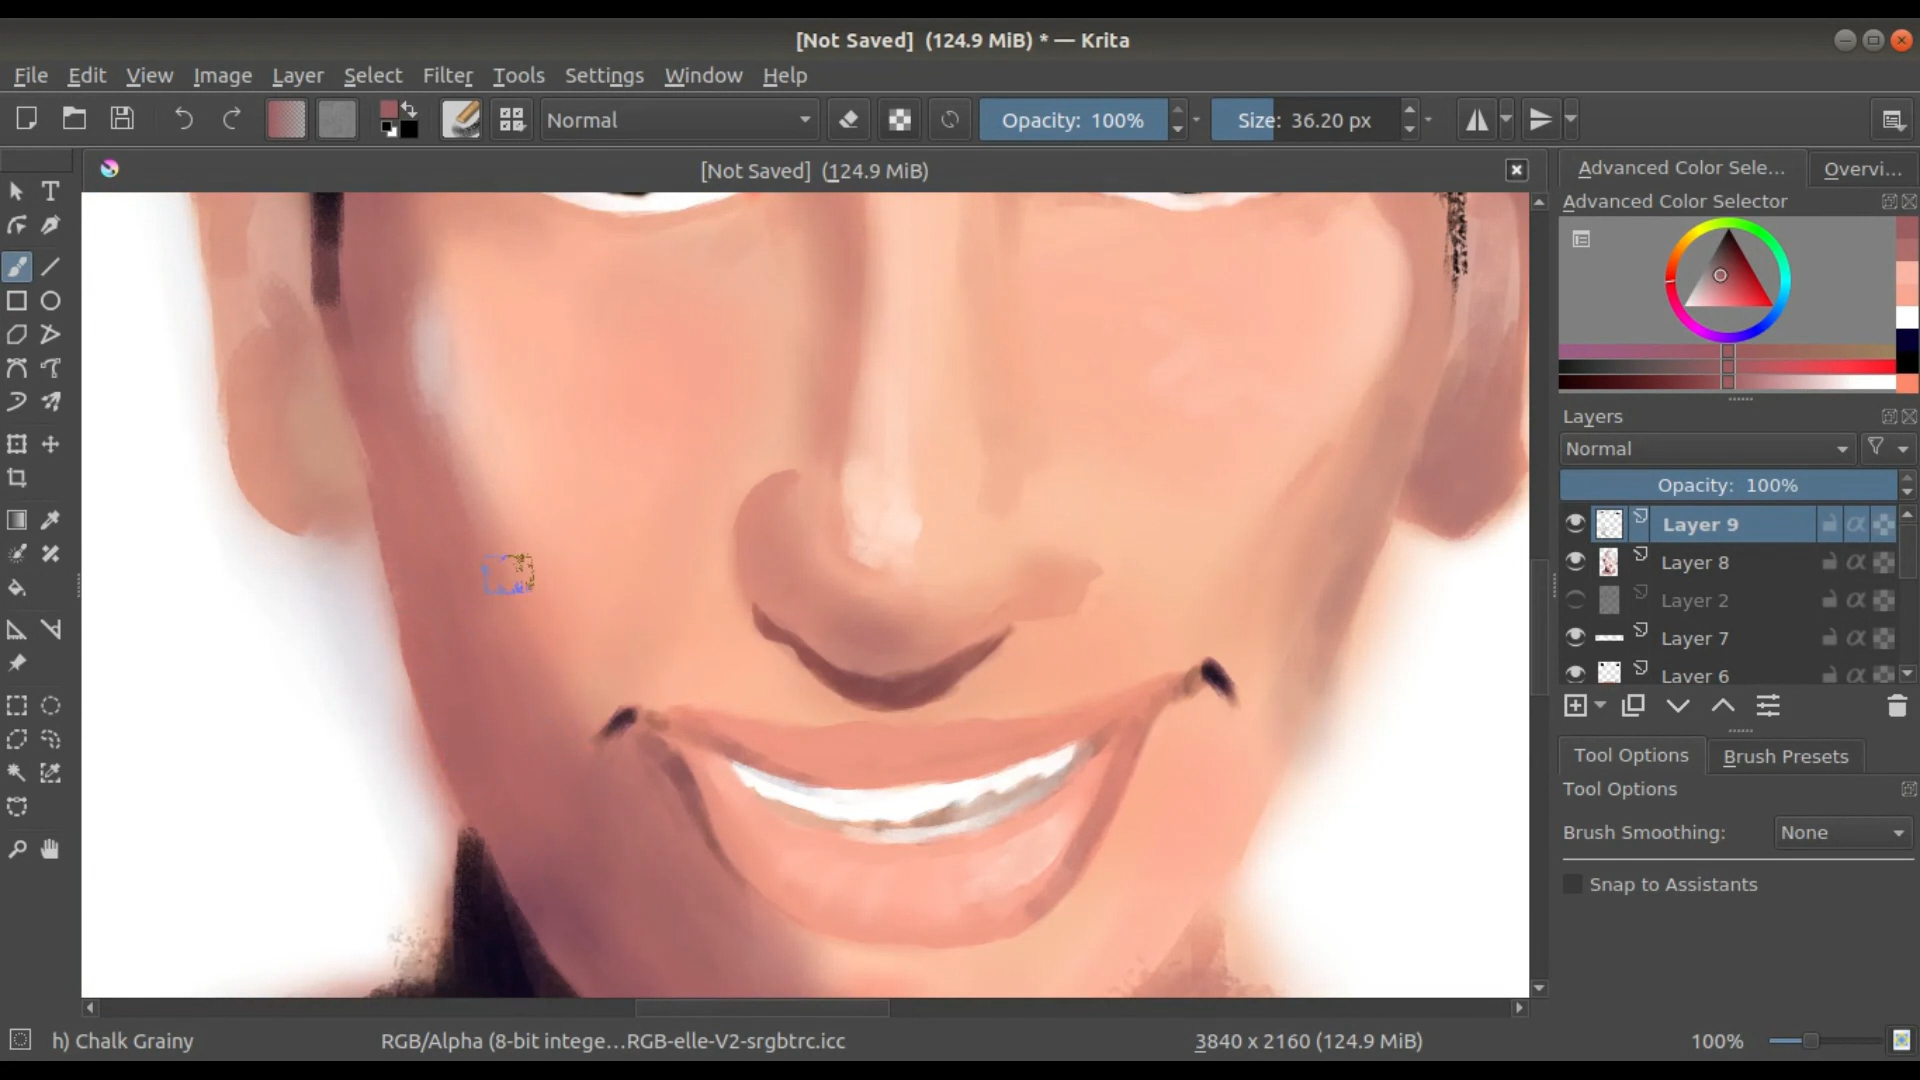 [Not Saved]  (124.9 MiB) * — Krita
File Edit View Image Layer Select Filter Tools Settings Window Help
Normal Opacity: 100% Size: 36.20 px
[Not Saved]  (124.9 MiB)
Advanced Color Sele... Overvi...
Advanced Color Selector
Layers
Normal
Opacity: 100%
Layer 9
Layer 8
Layer 2
Layer 7
Layer 6
Tool Options Brush Presets
Tool Options
Brush Smoothing: None
Snap to Assistants
h) Chalk Grainy RGB/Alpha (8-bit intege...RGB-elle-V2-srgbtrc.icc 3840 x 2160 (124.9 MiB) 100%